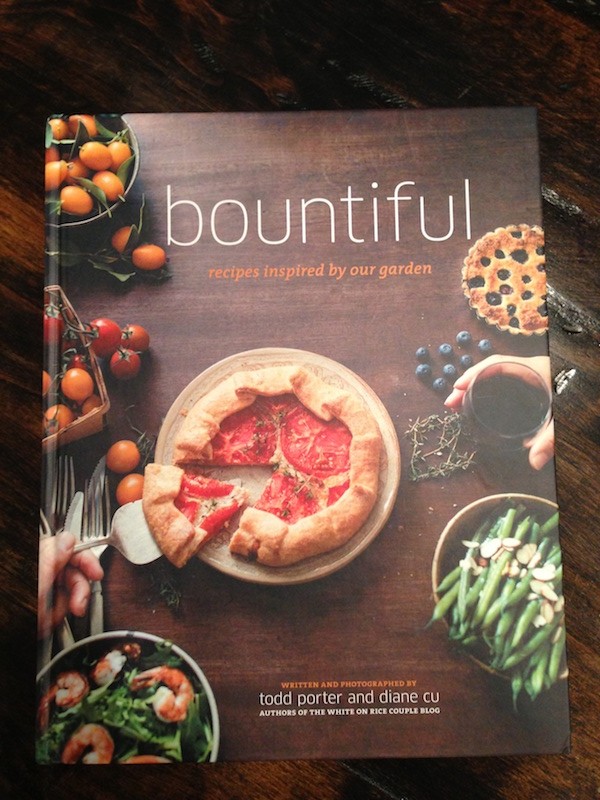 bountiful
recipes inspired by our garden
WRITTEN AND PHOTOGRAPHED BY
todd porter and diane cu
AUTHORS OF THE WHITE ON RICE COUPLE BLOG